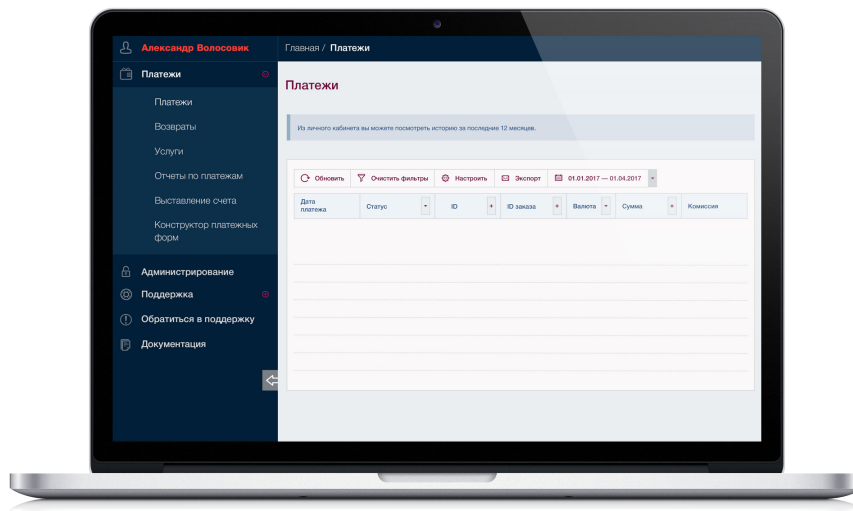 Александр Волосовик
Главная / Платежи
Платежи
Платежи
Возвраты
Услуги
Отчеты по платежам
Выставление счета
Конструктор платежных
форм
Администрирование
Поддержка
Обратиться в поддержку
Документация
Платежи
Из личного кабинета вы можете посмотреть историю за последние 12 месяцев.
Обновить Очистить фильтры Настроить Экспорт 01.01.2017 — 01.04.2017
Дата
платежа
Статус ID ID заказа Валюта Сумма Комиссия